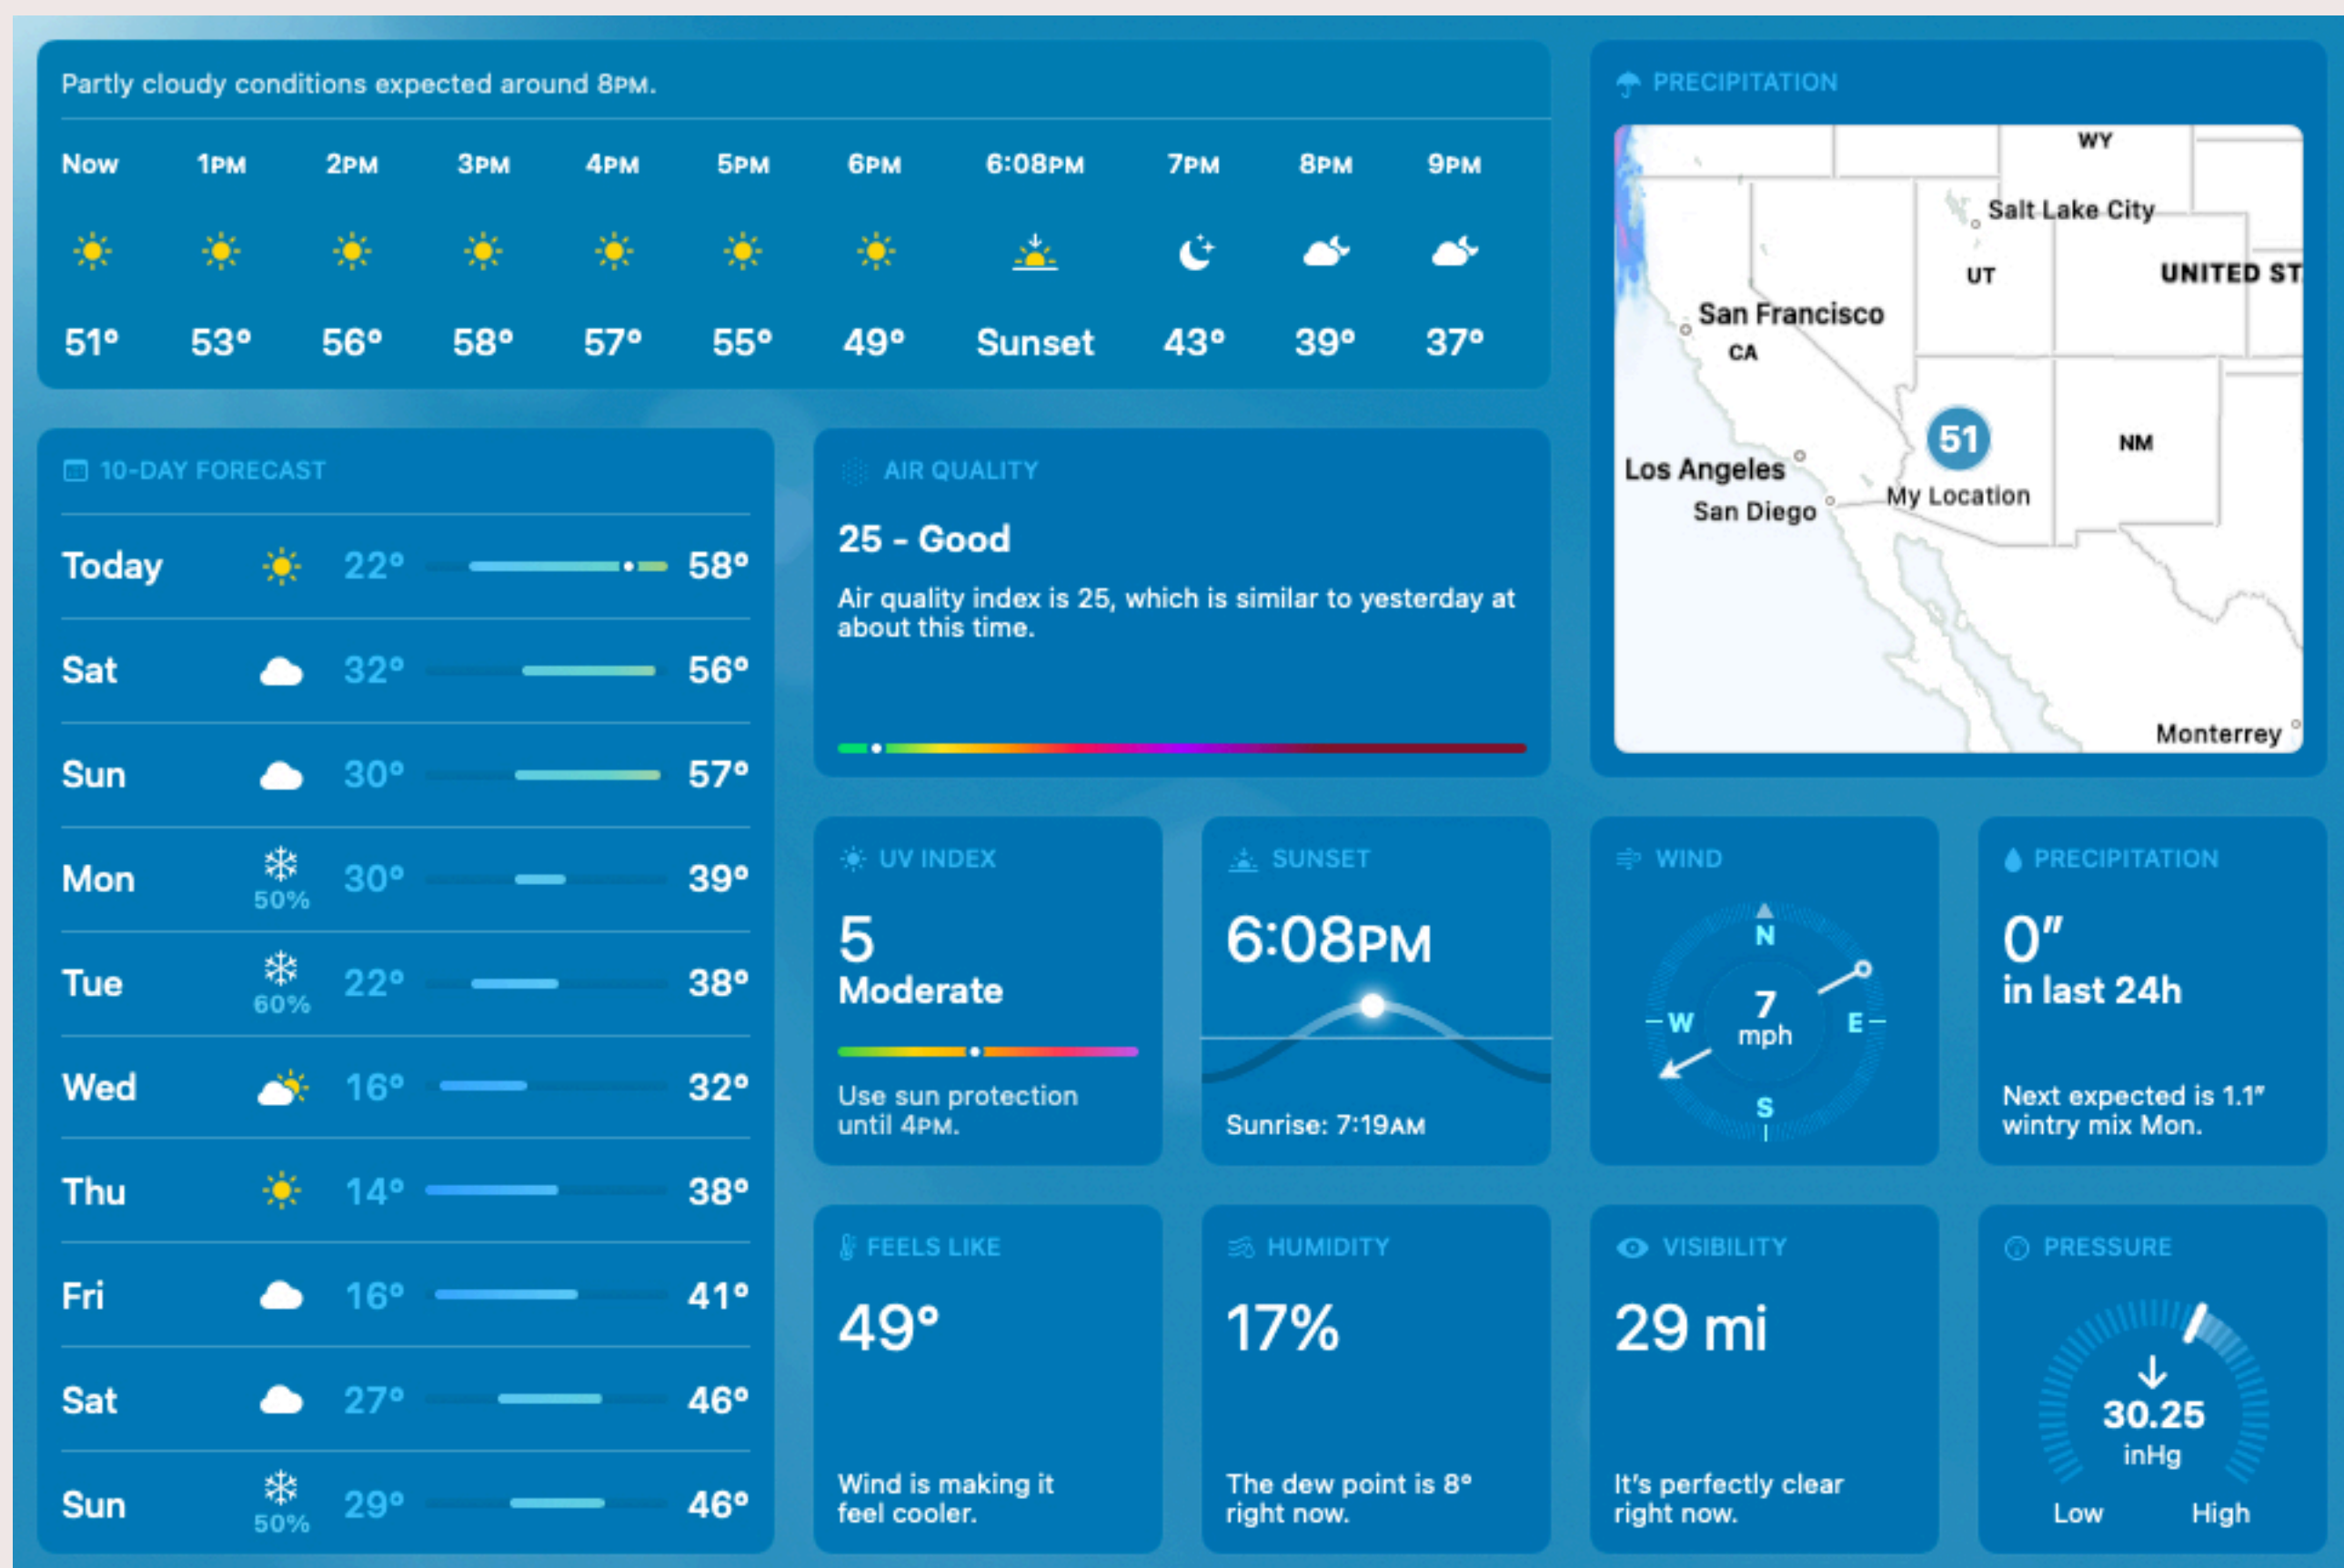 Partly cloudy conditions expected around 8PM.
Now 1PM 2PM 3PM 4PM 5PM 6PM 6:08PM 7PM 8PM 9PM
51° 53° 56° 58° 57° 55° 49° Sunset 43° 39° 37°
10-DAY FORECAST
Today 22° 58°
Sat 32° 56°
Sun 30° 57°
Mon 50% 30° 39°
Tue 60% 22° 38°
Wed 16° 32°
Thu 14° 38°
Fri 16° 41°
Sat 27° 46°
Sun 50% 29° 46°
AIR QUALITY
25 - Good
Air quality index is 25, which is similar to yesterday at
about this time.
PRECIPITATION
WY
Salt Lake City
UT
UNITED ST
San Francisco
CA
51
NM
Los Angeles
My Location
San Diego
Monterrey
UV INDEX
5
Moderate
Use sun protection
until 4PM.
SUNSET
6:08PM
Sunrise: 7:19AM
WIND
N
W
7
mph
E
S
PRECIPITATION
0"
in last 24h
Next expected is 1.1"
wintry mix Mon.
FEELS LIKE
49°
Wind is making it
feel cooler.
HUMIDITY
17%
The dew point is 8°
right now.
VISIBILITY
29 mi
It's perfectly clear
right now.
PRESSURE
30.25
inHg
Low High